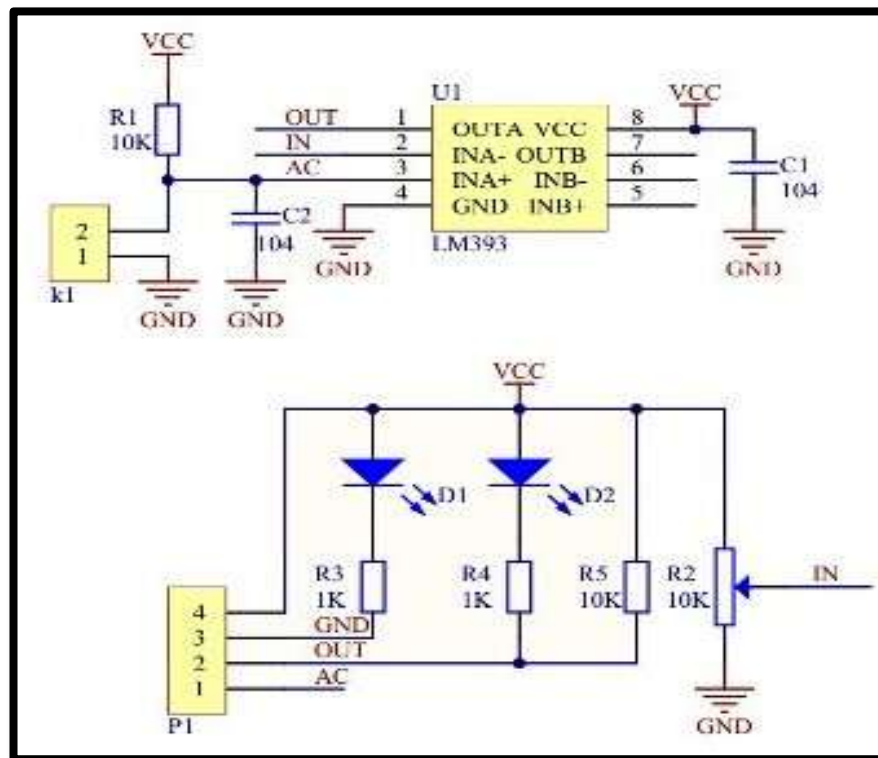 VCC
R1
10K
2
1
k1
GND
C2
104
GND
OUT
IN
AC
1
2
3
4
GND
U1
OUTA VCC
INA- OUTB
INA+ INB-
GND INB+
LM393
8
7
6
5
VCC
C1
104
GND
VCC
D1
D2
R3
1K
R4
1K
R5
10K
R2
10K
IN
GND
4
3
2
1
P1
GND
OUT
AC